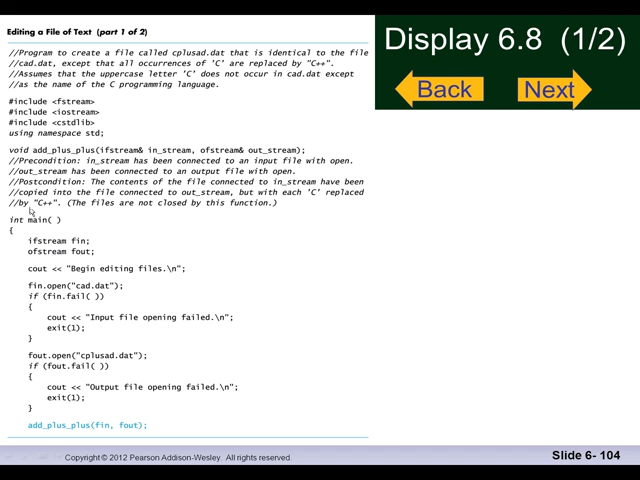 Editing a File of Text (part 1 of 2)
//Program to create a file called cplusad.dat that is identical to the file
//cad.dat, except that all occurrences of 'C' are replaced by "C++".
//Assumes that the uppercase letter 'C' does not occur in cad.dat except
//as the name of the C programming language.
#include <fstream>
#include <iostream>
#include <cstdlib>
using namespace std;
void add_plus_plus(ifstream& in_stream, ofstream& out_stream);
//Precondition: in_stream has been connected to an input file with open.
//out_stream has been connected to an output file with open.
//Postcondition: The contents of the file connected to in_stream have been
//copied into the file connected to out_stream, but with each 'C' replaced
//by "C++". (The files are not closed by this function.)
int main( )
{
ifstream fin;
ofstream fout;
cout << "Begin editing files.\n";
fin.open("cad.dat");
if (fin.fail( ))
{
cout << "Input file opening failed.\n";
exit(1);
}
fout.open("cplusad.dat");
if (fout.fail( ))
{
cout << "Output file opening failed.\n";
exit(1);
}
add_plus_plus(fin, fout);
Display 6.8 (1/2)
Back
Next
Copyright © 2012 Pearson Addison-Wesley. All rights reserved.
Slide 6- 104